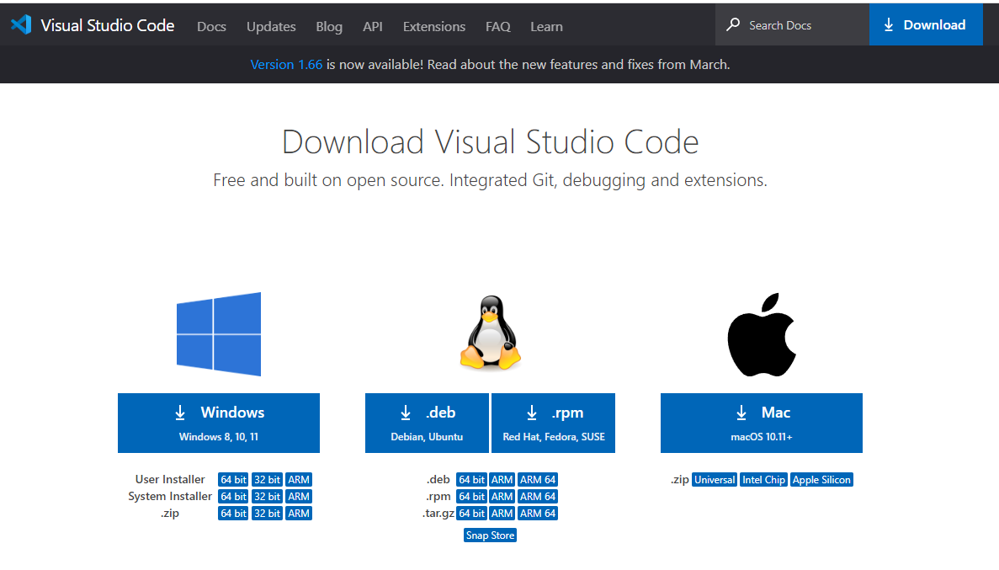 Visual Studio Code Docs Updates Blog API Extensions FAQ Learn Search Docs Download
Version 1.66 is now available! Read about the new features and fixes from March.
Download Visual Studio Code
Free and built on open source. Integrated Git, debugging and extensions.
Windows
Windows 8, 10, 11
User Installer 64 bit 32 bit ARM
System Installer 64 bit 32 bit ARM
.zip 64 bit 32 bit ARM
.deb
Debian, Ubuntu
.rpm
Red Hat, Fedora, SUSE
.deb 64 bit ARM ARM 64
.rpm 64 bit ARM ARM 64
.tar.gz 64 bit ARM ARM 64
Snap Store
Mac
macOS 10.11+
.zip Universal Intel Chip Apple Silicon